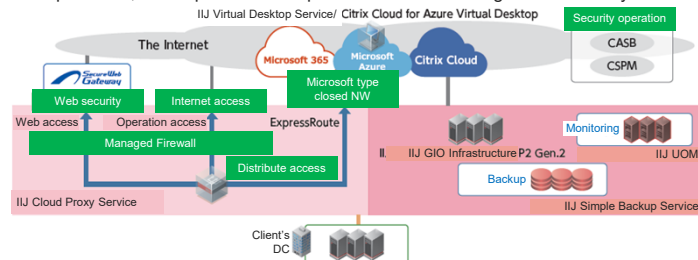 IIJ Virtual Desktop Service/ Citrix Cloud for Azure Virtual Desktop
Security operation
The Internet
Microsoft 365
Microsoft
Azure
Citrix Cloud
CASB
CSPM
SecureWeb
Gateway
Microsoft type
closed NW
Web security
Internet access
Web access
Operation access
ExpressRoute
Managed Firewall
Monitoring
IIJ GIO Infrastructure P2 Gen.2
IIJ UOM
Distribute access
Backup
IIJ Cloud Proxy Service
IIJ Simple Backup Service
Client's
DC